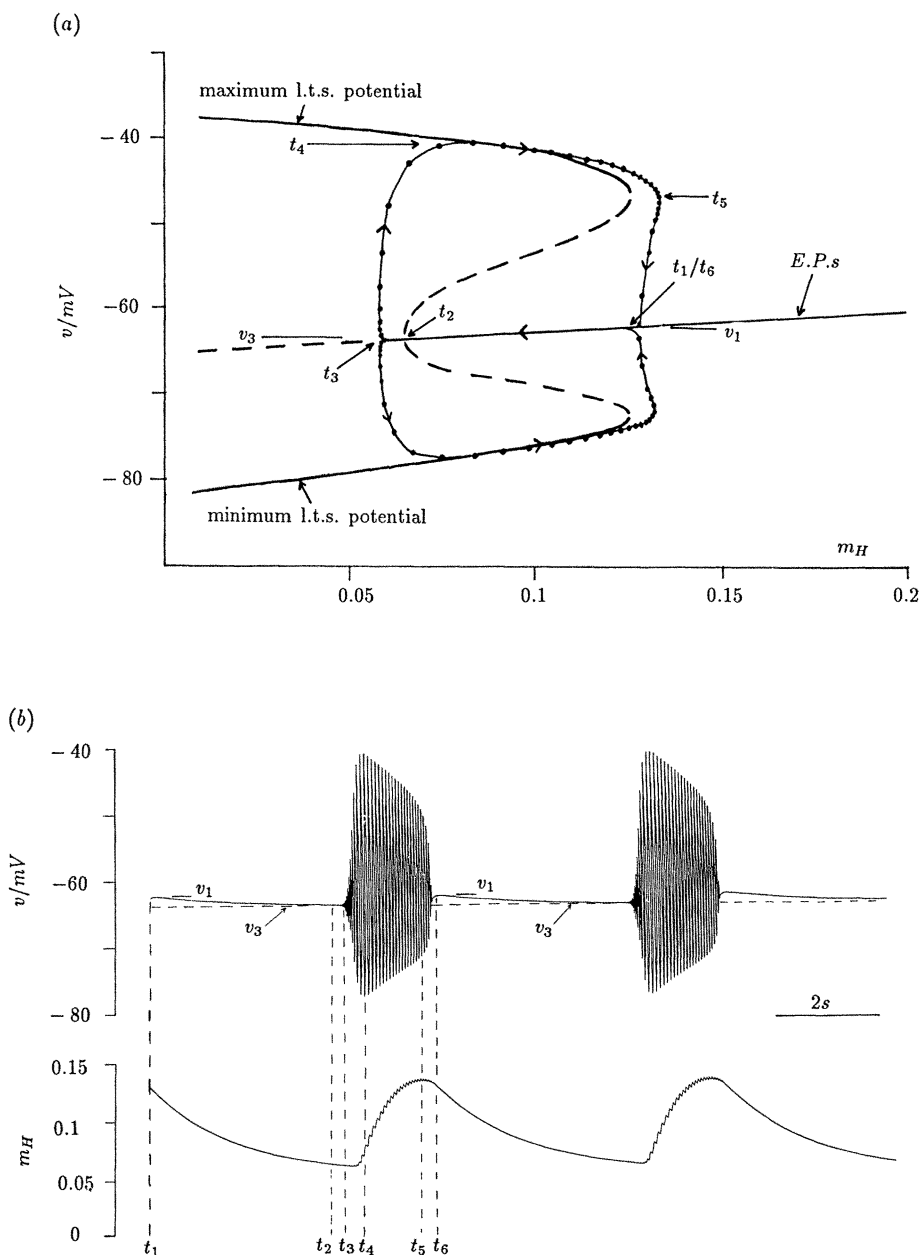 (a)
maximum l.t.s. potential
− 40
t₄
t₅
v/mV
− 60
t₁/t₆
E.P.s
v₃
t₂
v₁
t₃
− 80
minimum l.t.s. potential
m_H
0.05
0.1
0.15
0.2
(b)
− 40
v/mV
− 60
v₁
v₁
v₃
v₃
− 80
2s
0.15
m_H
0.1
0.05
0
t₁
t₂
t₃
t₄
t₅
t₆